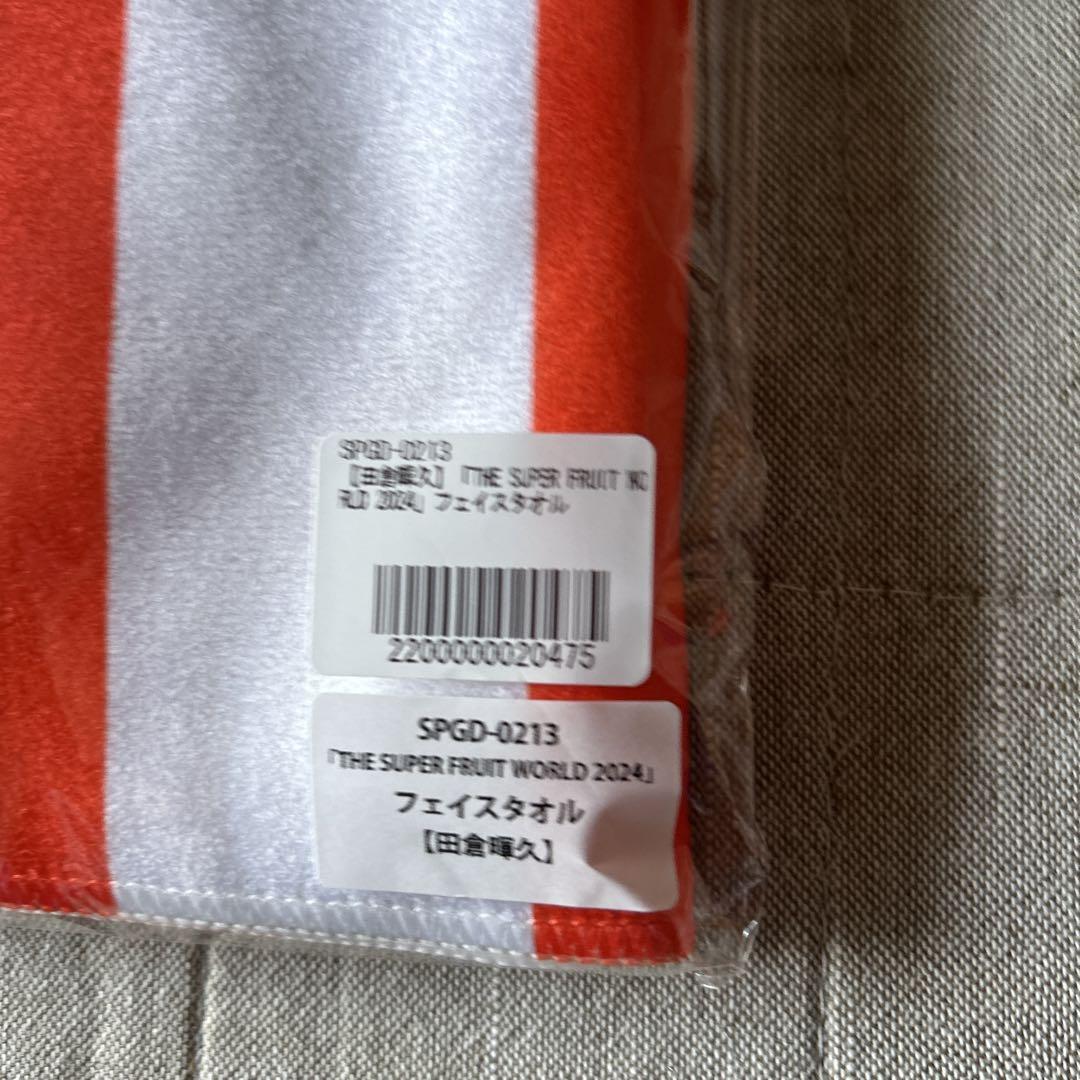 SPGD-0213
【田倉暉久】「THE SUPER FRUIT WO
RLD 2024」フェイスタオル
2200000020475
SPGD-0213
「THE SUPER FRUIT WORLD 2024」
フェイスタオル
【田倉暉久】